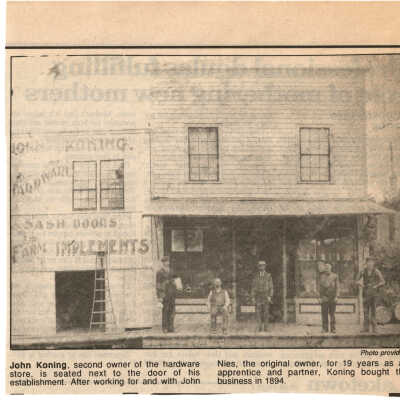 JOHN KONING.
HARDWARE
SASH DOORS
FARM IMPLEMENTS
Photo provid
John Koning, second owner of the hardware
store, is seated next to the door of his
establishment. After working for and with John
Nies, the original owner, for 19 years as a
apprentice and partner, Koning bought th
business in 1894.